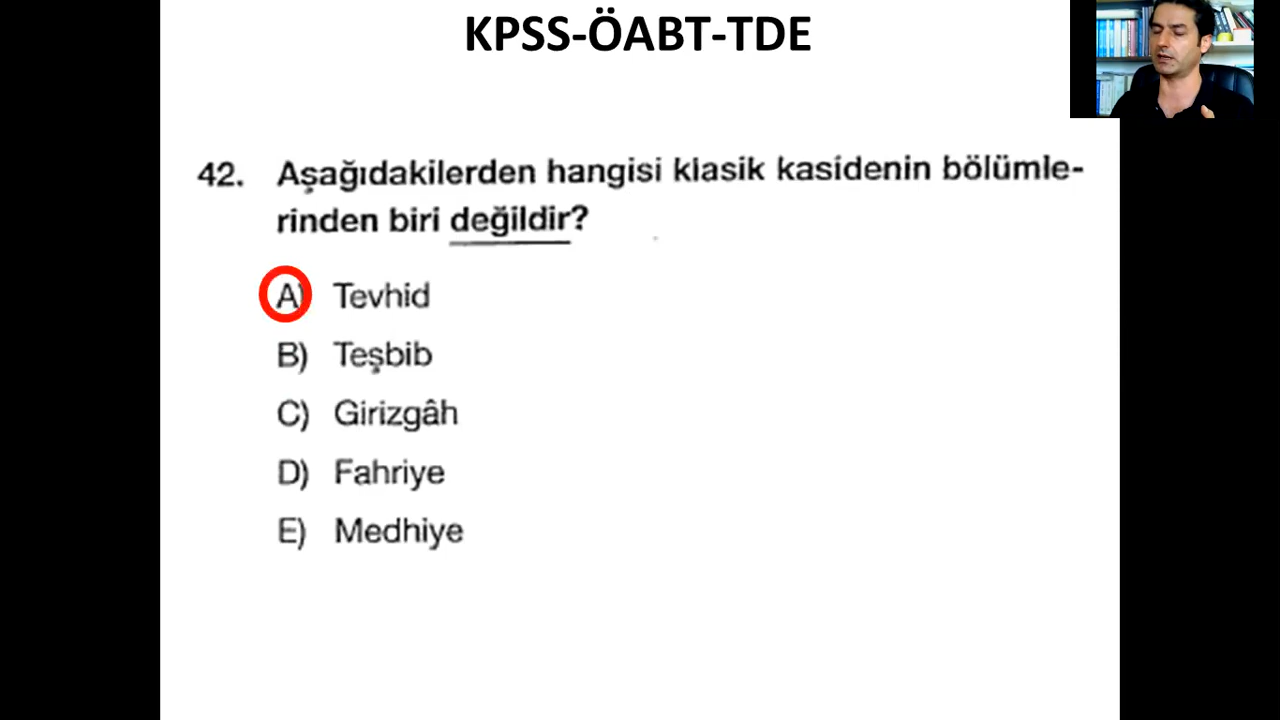 KPSS-ÖABT-TDE
42. Aşağıdakilerden hangisi klasik kasidenin bölümle-
rinden biri değildir?
A) Tevhid
B) Teşbib
C) Girizgâh
D) Fahriye
E) Medhiye